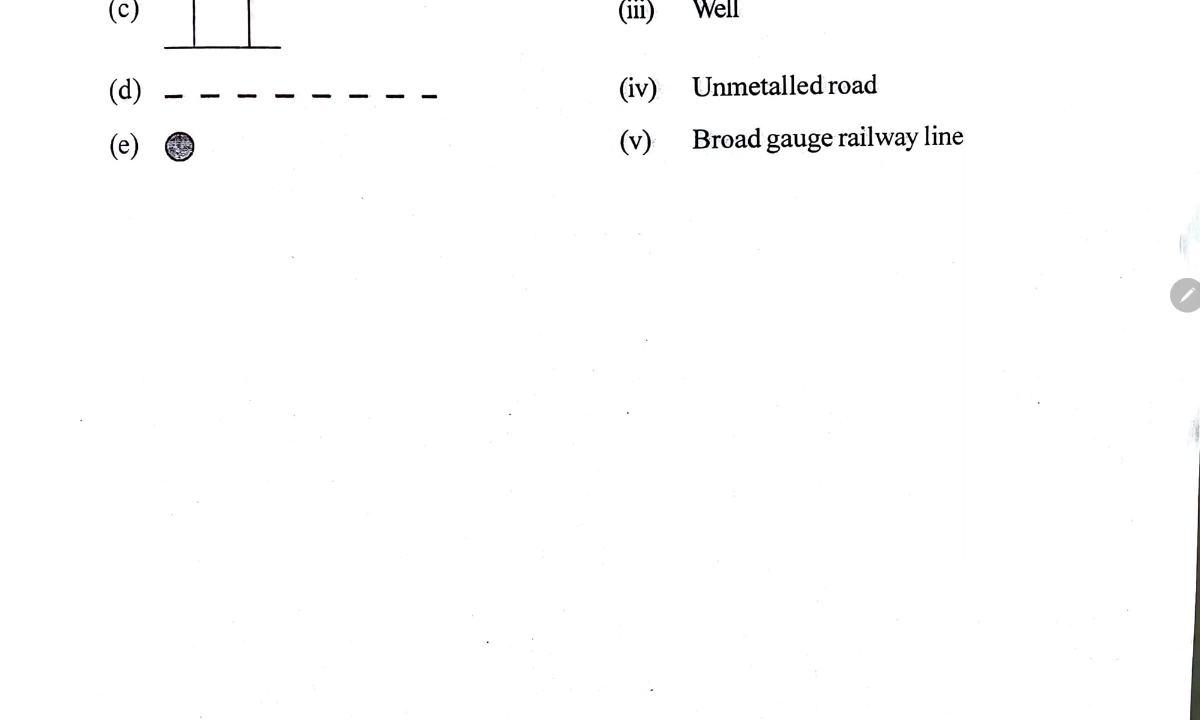 (c) (iii) Well
(d) – – – – – – – – (iv) Unmetalled road
(e) (v) Broad gauge railway line